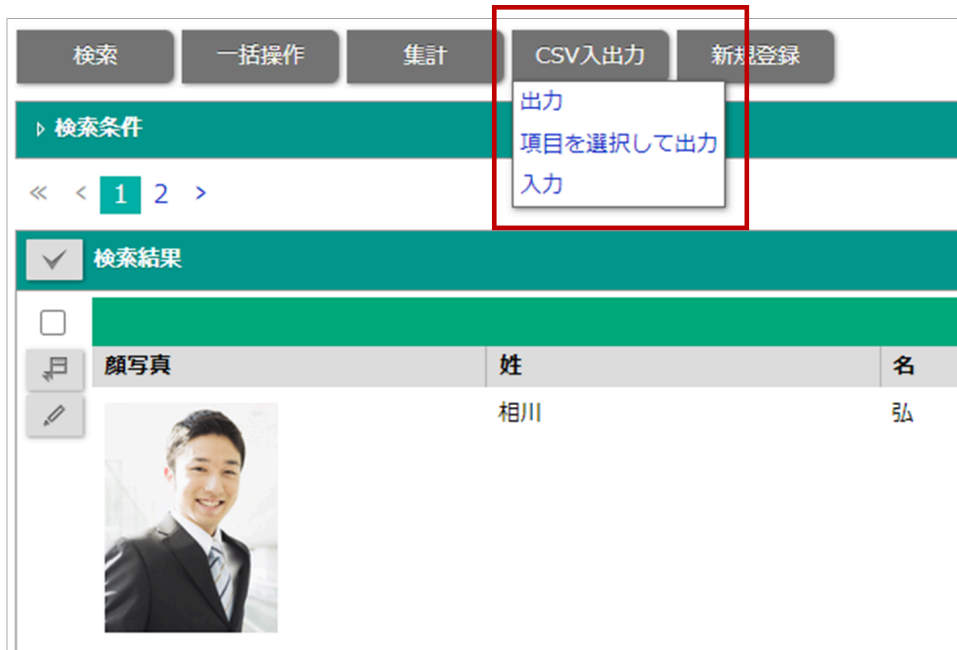 検索 一括操作 集計 CSV入出力 新規登録
出力
項目を選択して出力
入力
検索条件
« < 1 2 >
検索結果
顔写真 姓 名
相川 弘